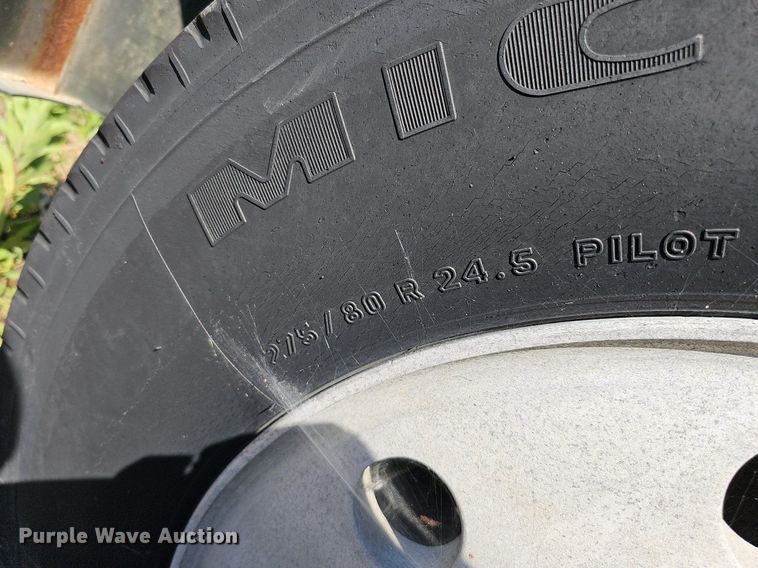 MIC
275/80 R 24.5 PILOT
Purple Wave Auction®